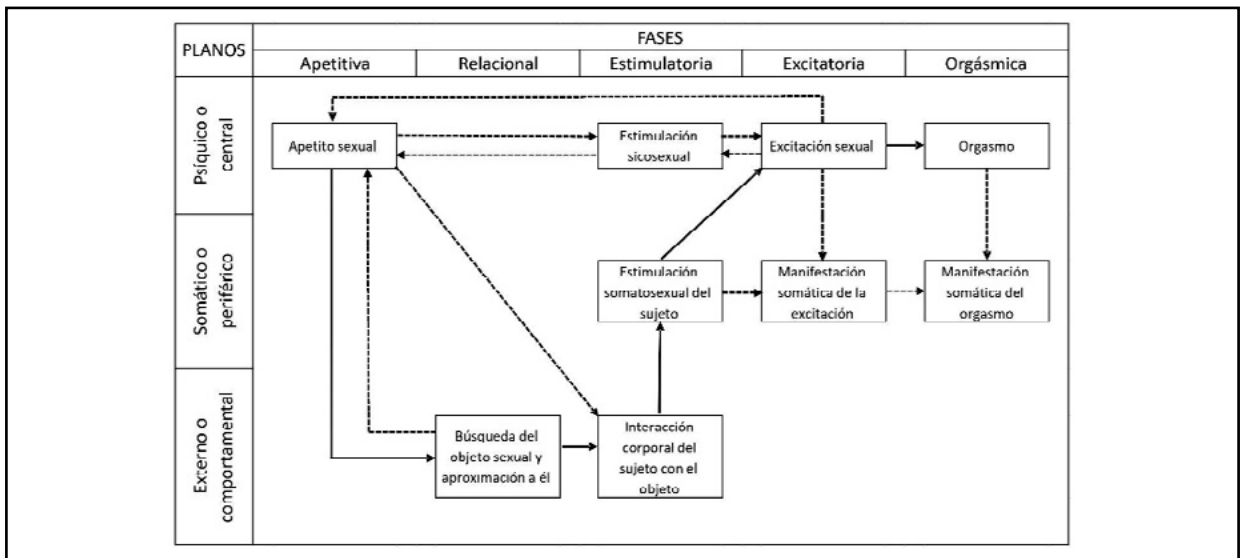 PLANOS
FASES
Apetitiva
Relacional
Estimulatoria
Excitatoria
Orgásmica
Psíquico o
central
Apetito sexual
Estimulación
sicosexual
Excitación sexual
Orgasmo
Somático o
periférico
Estimulación
somatosexual del
sujeto
Manifestación
somática de la
excitación
Manifestación
somática del
orgasmo
Externo o
comportamental
Búsqueda del
objeto sexual y
aproximación a él
Interacción
corporal del
sujeto con el
objeto